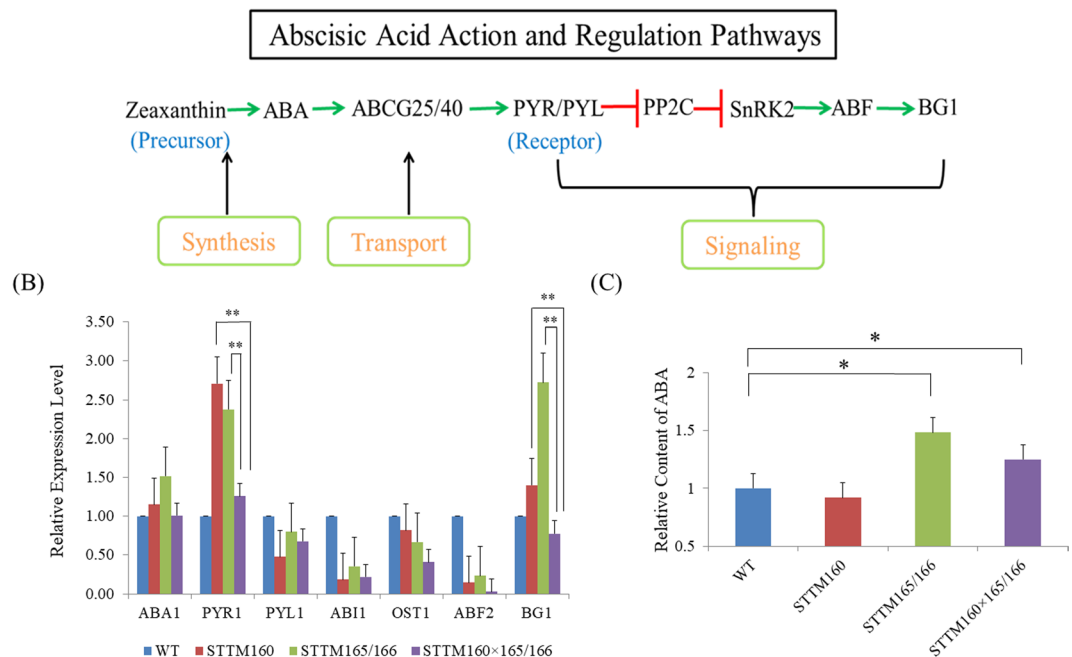 Abscisic Acid Action and Regulation Pathways
Zeaxanthin ABA ABCG25/40 PYR/PYL PP2C SnRK2 ABF BG1
(Precursor) (Receptor)
Synthesis Transport Signaling
(B)
Relative Expression Level
3.50
3.00
2.50
2.00
1.50
1.00
0.50
0.00
** ** ** **
ABA1 PYR1 PYL1 ABI1 OST1 ABF2 BG1
WT STTM160 STTM165/166 STTM160×165/166
(C)
Relative Content of ABA
2
1.5
1
0.5
*
*
WT STTM160 STTM165/166 STTM160×165/166